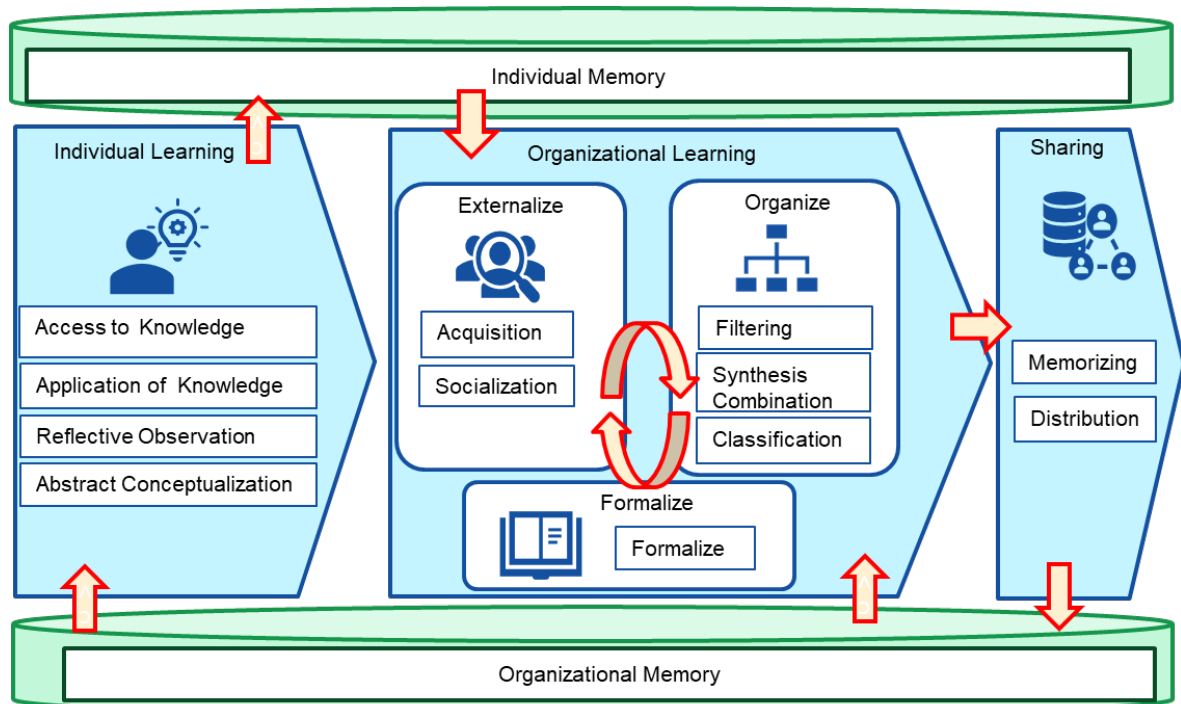 Individual Memory
Individual Learning
Access to Knowledge
Application of Knowledge
Reflective Observation
Abstract Conceptualization
Organizational Learning
Externalize
Acquisition
Socialization
Organize
Filtering
Synthesis
Combination
Classification
Formalize
Formalize
Sharing
Memorizing
Distribution
Organizational Memory